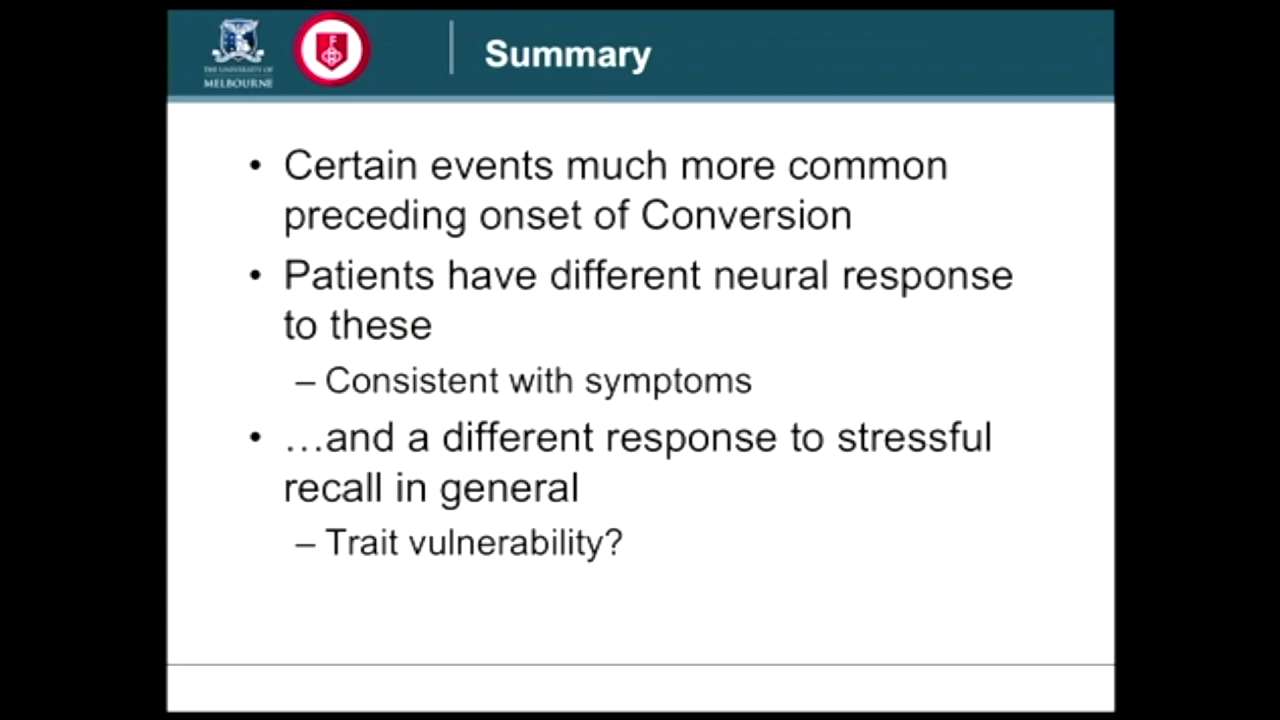 THE UNIVERSITY OF
MELBOURNE
Summary
• Certain events much more common
preceding onset of Conversion
• Patients have different neural response
to these
– Consistent with symptoms
• …and a different response to stressful
recall in general
– Trait vulnerability?